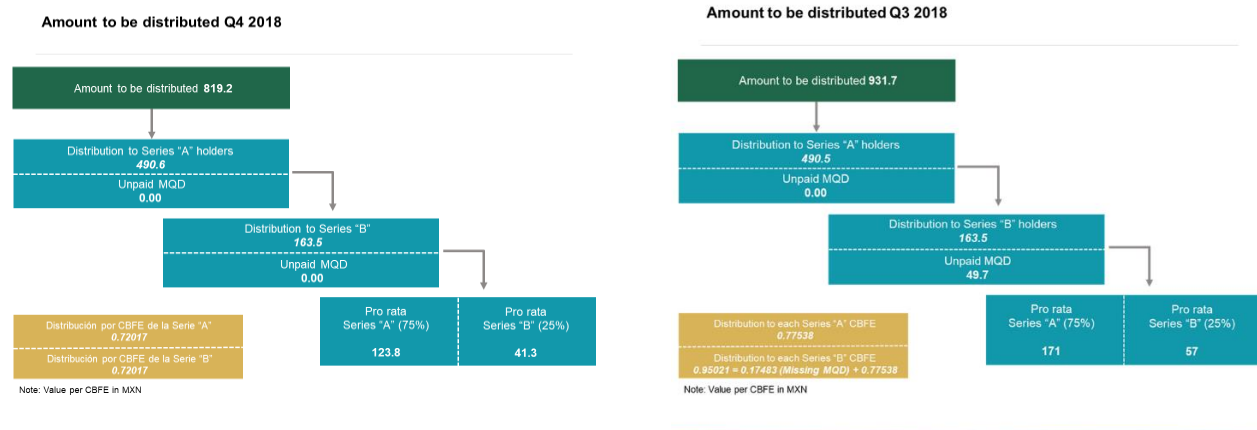 Amount to be distributed Q4 2018
Amount to be distributed 819.2
Distribution to Series "A" holders
490.6
Unpaid MQD
0.00
Distribution to Series "B"
163.5
Unpaid MQD
0.00
Pro rata
Series "A" (75%)
123.8
Pro rata
Series "B" (25%)
41.3
Distribución por CBFE de la Serie "A"
0.72017
Distribución por CBFE de la Serie "B"
0.72017
Note: Value per CBFE in MXN
Amount to be distributed Q3 2018
Amount to be distributed 931.7
Distribution to Series "A" holders
490.5
Unpaid MQD
0.00
Distribution to Series "B" holders
163.5
Unpaid MQD
49.7
Pro rata
Series "A" (75%)
171
Pro rata
Series "B" (25%)
57
Distribution to each Series "A" CBFE
0.77538
Distribution to each Series "B" CBFE
0.95021 = 0.17483 (Missing MQD) + 0.77538
Note: Value per CBFE in MXN